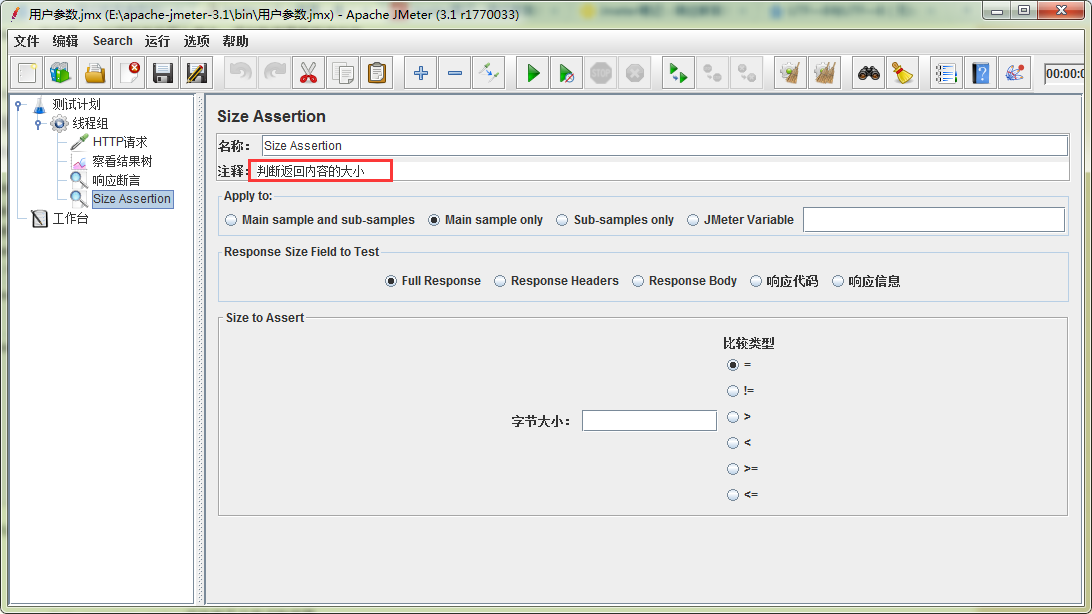 用户参数.jmx (E:\apache-jmeter-3.1\bin\用户参数.jmx) - Apache JMeter (3.1 r1770033)
文件 编辑 Search 运行 选项 帮助
STOP
00:00:0
测试计划
线程组
HTTP请求
察看结果树
响应断言
Size Assertion
工作台
Size Assertion
名称： Size Assertion
注释： 判断返回内容的大小
Apply to:
Main sample and sub-samples Main sample only Sub-samples only JMeter Variable
Response Size Field to Test
Full Response Response Headers Response Body 响应代码 响应信息
Size to Assert
比较类型
=
!=
字节大小：
>
<
>=
<=